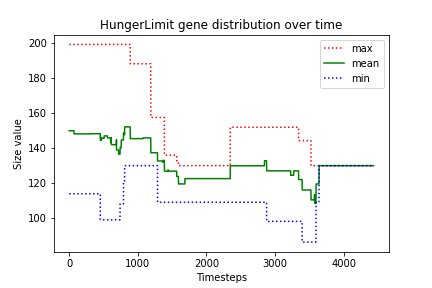 HungerLimit gene distribution over time
max
mean
min
Size value
200
180
160
140
120
100
0
1000
2000
3000
4000
Timesteps